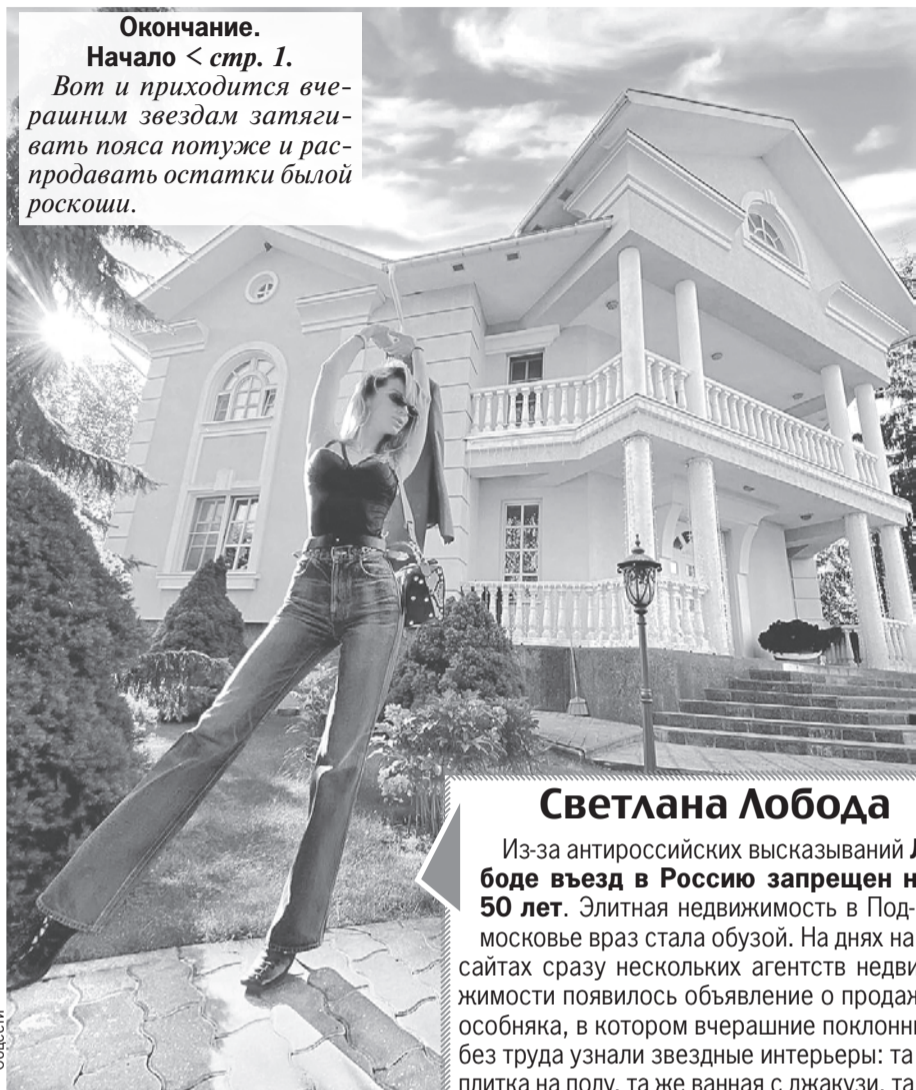 Окончание.
Начало < стр. 1.
Вот и приходится вче-
рашним звездам затяги-
вать пояса потуже и рас-
продавать остатки былой
роскоши.
Светлана Лобода
Из-за антироссийских высказываний
боде въезд в Россию запрещен
50 лет. Элитная недвижимость в Под-
московье враз стала обузой. На днях на
сайтах сразу нескольких агентств недви
жимости появилось объявление о продаж
особняка, в котором вчерашние поклонн
без труда узнали звездные интерьеры: та
плитка на полу, та же ванная с джакузи, та